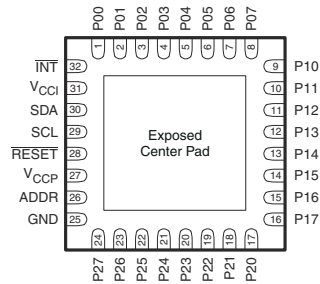 P00 P01 P02 P03 P04 P05 P06 P07
1 2 3 4 5 6 7 8
INT 32 9 P10
VCCI 31 10 P11
SDA 30 11 P12
SCL 29 12 P13
RESET 28 13 P14
VCCP 27 14 P15
ADDR 26 15 P16
GND 25 16 P17
Exposed
Center Pad
24 23 22 21 20 19 18 17
P27 P26 P25 P24 P23 P22 P21 P20